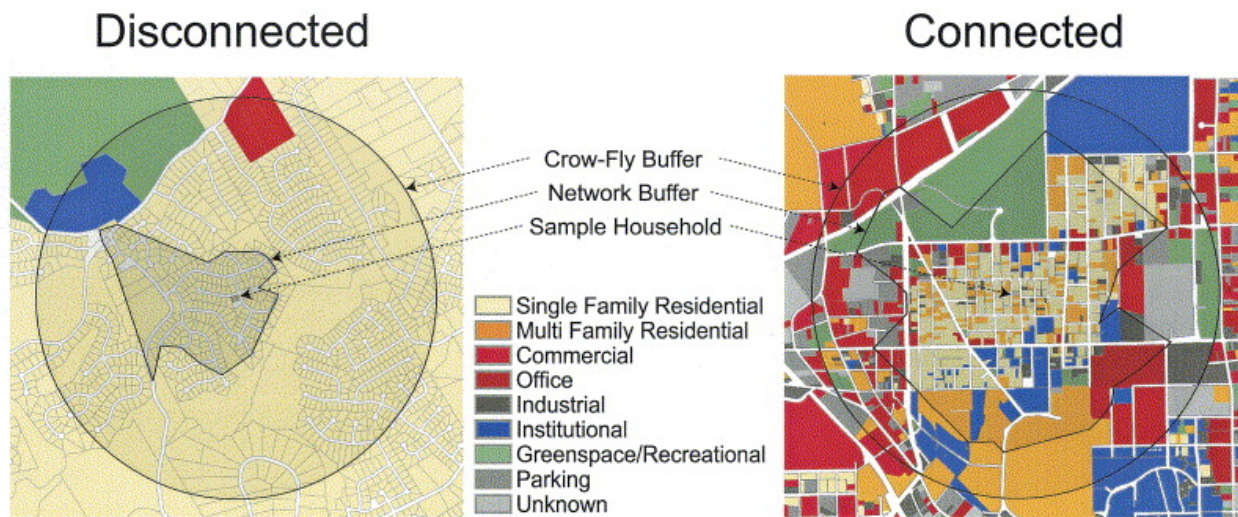 Disconnected
Connected
Crow-Fly Buffer
Network Buffer
Sample Household
Single Family Residential
Multi Family Residential
Commercial
Office
Industrial
Institutional
Greenspace/Recreational
Parking
Unknown